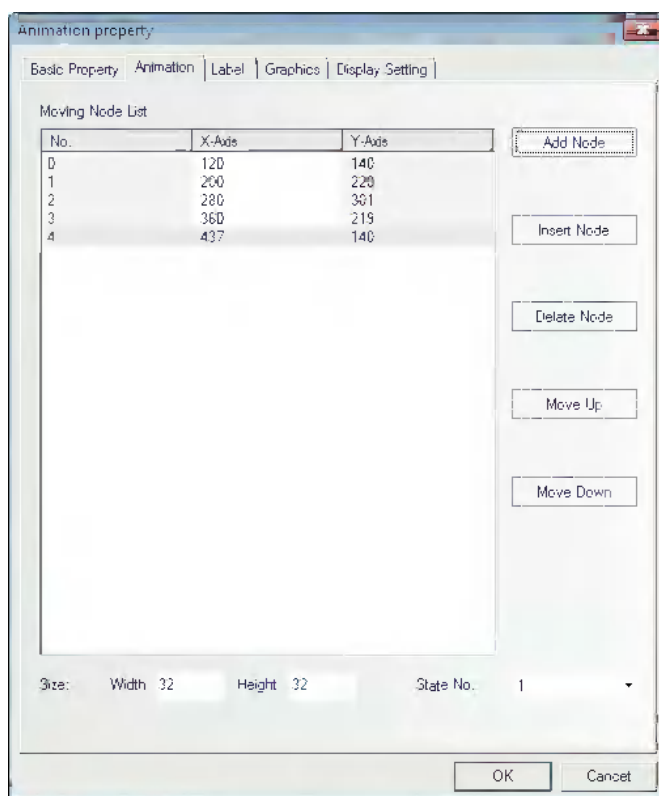 Animation property
Basic Property Animation Label Graphics Display Setting
Moving Node List
No. X-Axis Y-Axis
0 120 140
1 200 220
2 280 301
3 360 219
4 437 140
Add Node
Insert Node
Delete Node
Move Up
Move Down
Size: Width 32 Height 32 State No. 1
OK Cancel